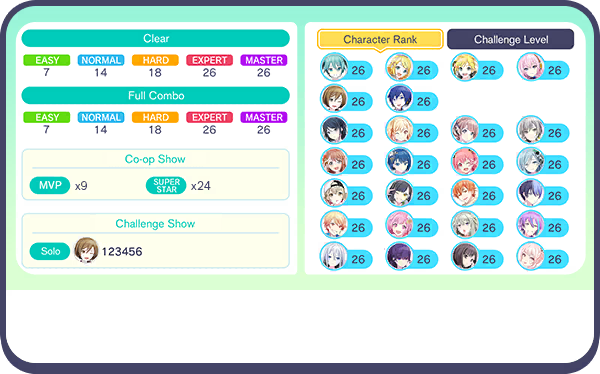 Clear
EASY NORMAL HARD EXPERT MASTER
7 14 18 26 26
Full Combo
EASY NORMAL HARD EXPERT MASTER
7 14 18 26 26
Co-op Show
MVP x9 SUPER STAR x24
Challenge Show
Solo 123456
Character Rank Challenge Level
26 26 26 26
26 26
26 26 26 26
26 26 26 26
26 26 26 26
26 26 26 26
26 26 26 26